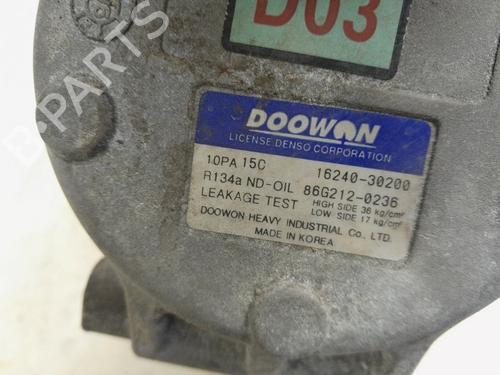 D03
DOOWON
LICENSE DENSO CORPORATION
10PA 15C 16240-30200
R134a ND-OIL 86G212-0236
LEAKAGE TEST HIGH SIDE 36 kg/cm²
LOW SIDE 17 kg/cm²
DOOWON HEAVY INDUSTRIAL Co., LTD.
MADE IN KOREA
B-PARTS